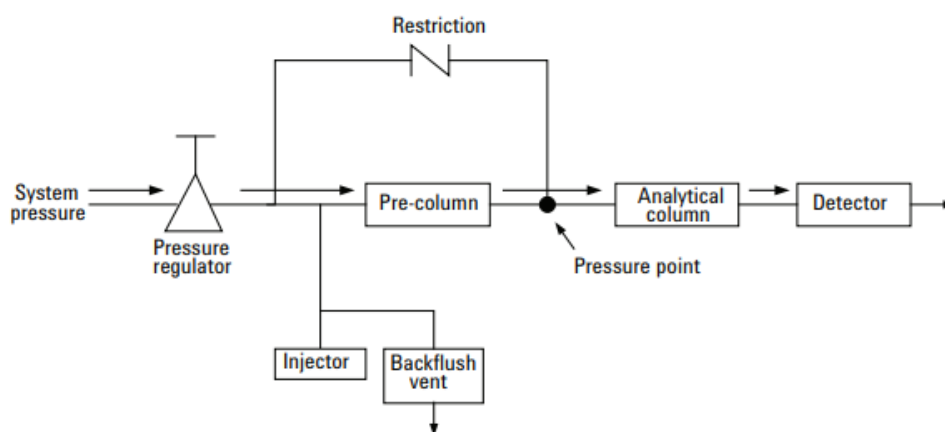 Restriction
System
pressure
Pressure
regulator
Pre-column
Analytical
column
Detector
Pressure point
Injector
Backflush
vent